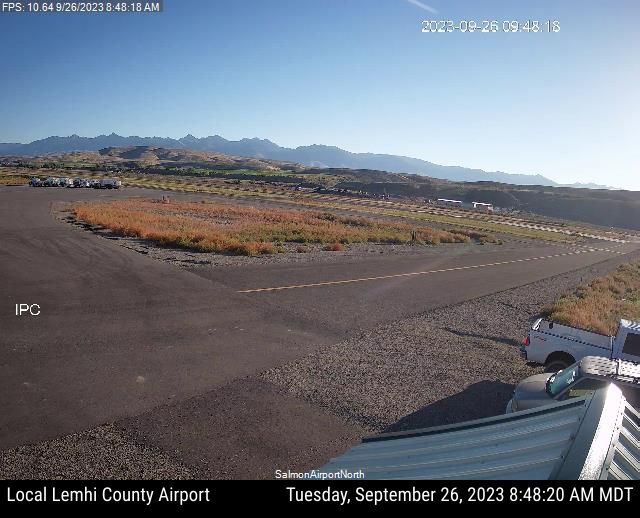 FPS: 10.64 9/26/2023 8:48:18 AM
2023-09-26 09:48:18
IPC
SalmonAirportNorth
Local Lemhi County Airport Tuesday, September 26, 2023 8:48:20 AM MDT